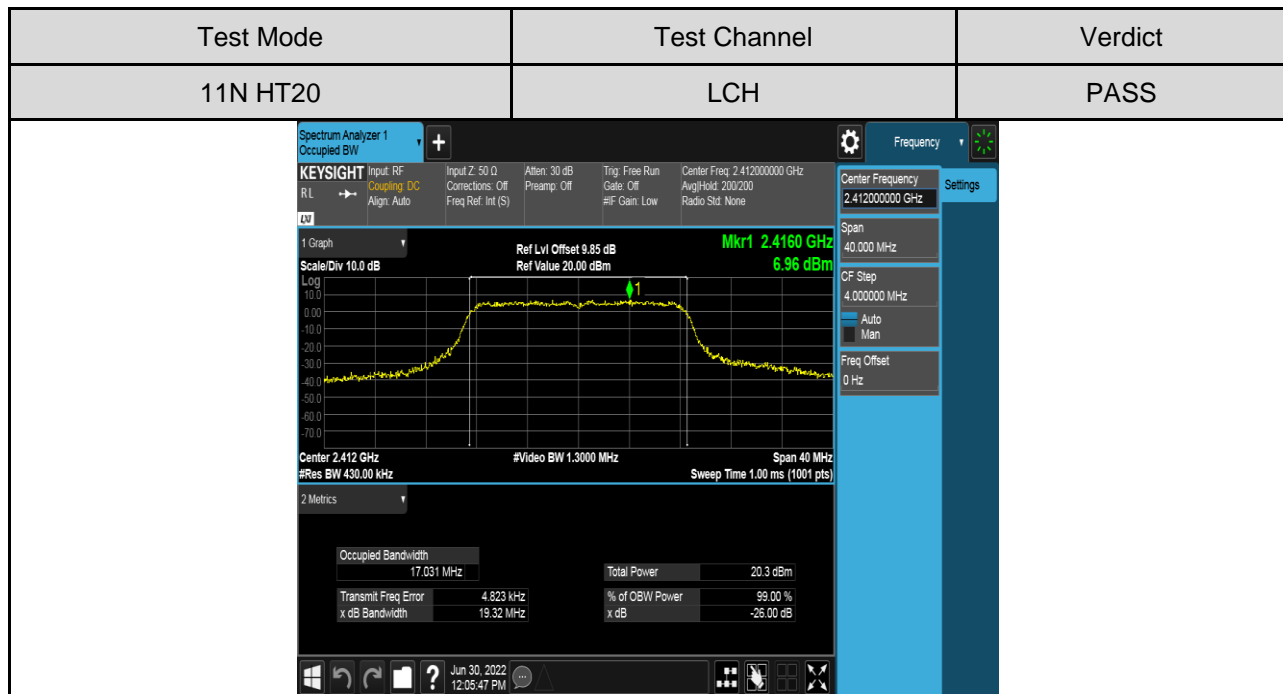 Test Mode Test Channel Verdict
11N HT20 LCH PASS
Spectrum Analyzer 1
Occupied BW
+
Frequency
KEYSIGHT Input: RF Input Z: 50 Ω Atten: 30 dB Trig: Free Run Center Freq: 2.412000000 GHz
RL Coupling: DC Corrections: Off Preamp: Off Gate: Off Avg|Hold: 200/200
Align: Auto Freq Ref: Int (S) #IF Gain: Low Radio Std: None
LXI
Center Frequency
2.412000000 GHz
Settings
Span
40.000 MHz
CF Step
4.000000 MHz
Auto
Man
Freq Offset
0 Hz
1 Graph Ref Lvl Offset 9.85 dB Mkr1 2.4160 GHz
Scale/Div 10.0 dB Ref Value 20.00 dBm 6.96 dBm
Log
1
10.0
0.00
-10.0
-20.0
-30.0
-40.0
-50.0
-60.0
-70.0
Center 2.412 GHz #Video BW 1.3000 MHz Span 40 MHz
#Res BW 430.00 kHz Sweep Time 1.00 ms (1001 pts)
2 Metrics
Occupied Bandwidth
17.031 MHz Total Power 20.3 dBm
Transmit Freq Error 4.823 kHz % of OBW Power 99.00 %
x dB Bandwidth 19.32 MHz x dB -26.00 dB
? Jun 30, 2022
12:05:47 PM